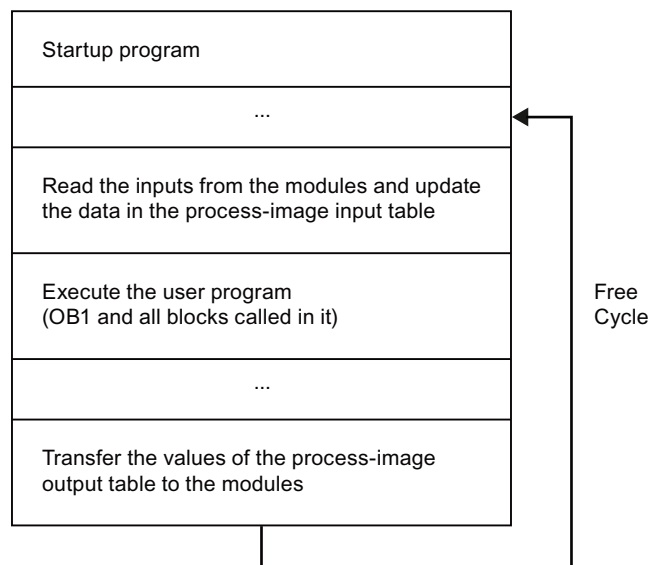 Startup program
...
Read the inputs from the modules and update
the data in the process-image input table
Execute the user program
(OB1 and all blocks called in it)
Free
Cycle
...
Transfer the values of the process-image
output table to the modules